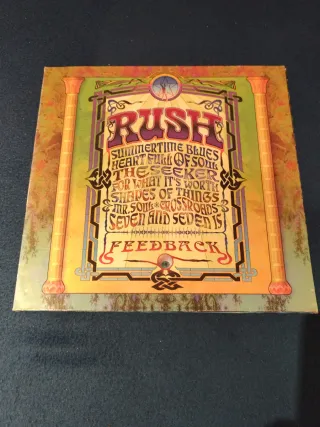 RUSH
SUMMERTIME BLUES
HEART FULL OF SOUL
THE SEEKER
FOR WHAT IT'S WORTH
SHAPES OF THINGS
MR. SOUL CROSSROADS
SEVEN AND SEVEN IS
FEEDBACK